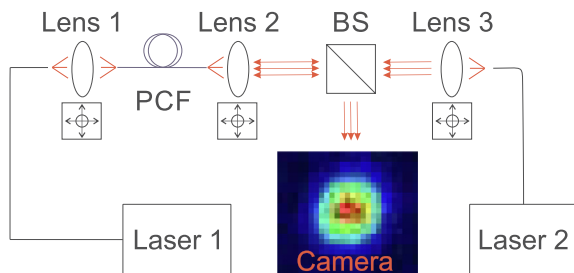 Lens 1
Lens 2
BS
Lens 3
PCF
Laser 1
Camera
Laser 2